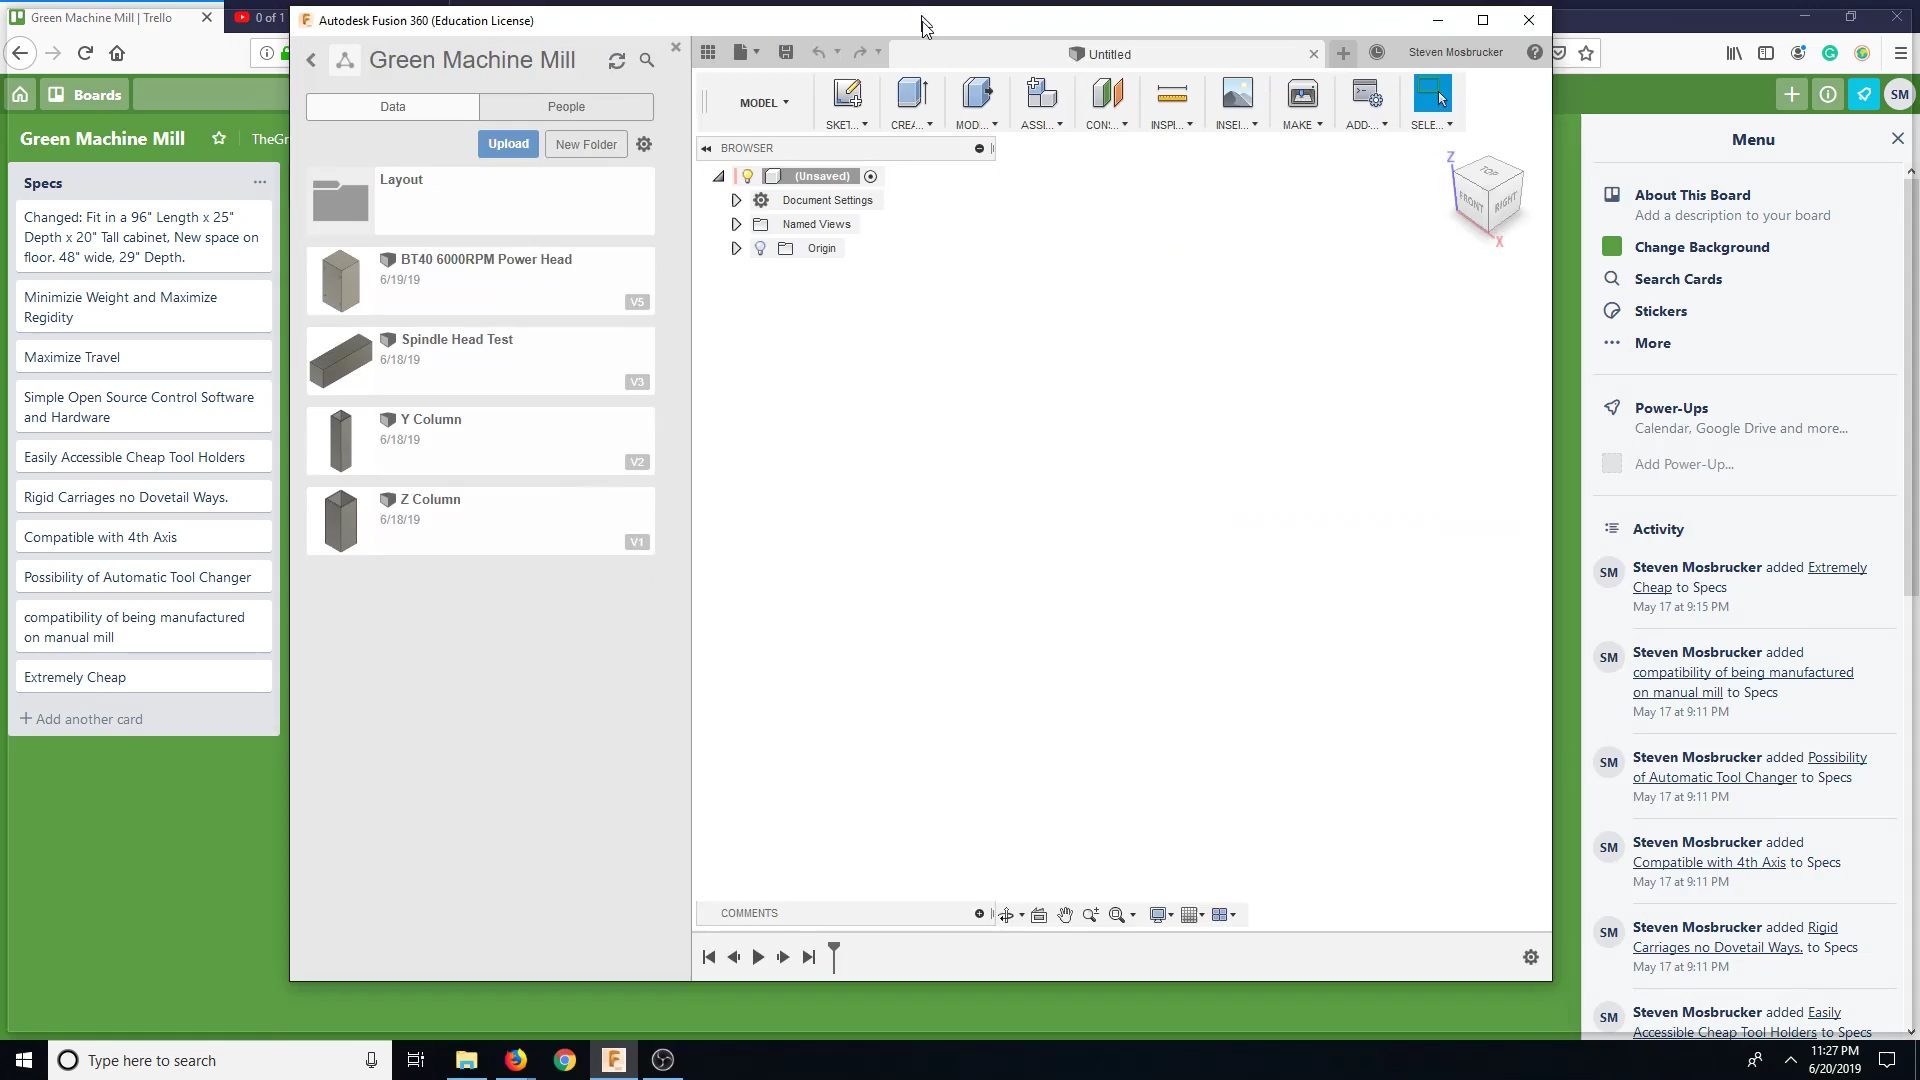 Green Machine Mill | Trello
0 of 1
Autodesk Fusion 360 (Education License)
Green Machine Mill
Untitled
Steven Mosbrucker
Boards
SM
Data
People
MODEL
SKET...
CREA...
MODI...
ASSI...
CON...
INSPI...
INSEI...
MAKE
ADD-...
SELE...
Green Machine Mill
TheGr
Upload
New Folder
BROWSER
Menu
Specs
Layout
(Unsaved)
Document Settings
Named Views
Origin
Z
TOP
FRONT
RIGHT
X
Changed: Fit in a 96" Length x 25"
Depth x 20" Tall cabinet, New space on
floor. 48" wide, 29" Depth.
Minimizie Weight and Maximize
Regidity
Maximize Travel
Simple Open Source Control Software
and Hardware
Easily Accessible Cheap Tool Holders
Rigid Carriages no Dovetail Ways.
Compatible with 4th Axis
Possibility of Automatic Tool Changer
compatibility of being manufactured
on manual mill
Extremely Cheap
Add another card
BT40 6000RPM Power Head
6/19/19
V5
Spindle Head Test
6/18/19
V3
Y Column
6/18/19
V2
Z Column
6/18/19
V1
COMMENTS
About This Board
Add a description to your board
Change Background
Search Cards
Stickers
More
Power-Ups
Calendar, Google Drive and more...
Add Power-Up...
Activity
SM
Steven Mosbrucker added Extremely
Cheap to Specs
May 17 at 9:15 PM
SM
Steven Mosbrucker added
compatibility of being manufactured
on manual mill to Specs
May 17 at 9:11 PM
SM
Steven Mosbrucker added Possibility
of Automatic Tool Changer to Specs
May 17 at 9:11 PM
SM
Steven Mosbrucker added
Compatible with 4th Axis to Specs
May 17 at 9:11 PM
SM
Steven Mosbrucker added Rigid
Carriages no Dovetail Ways. to Specs
May 17 at 9:11 PM
SM
Steven Mosbrucker added Easily
Accessible Cheap Tool Holders to Specs
Type here to search
11:27 PM
6/20/2019